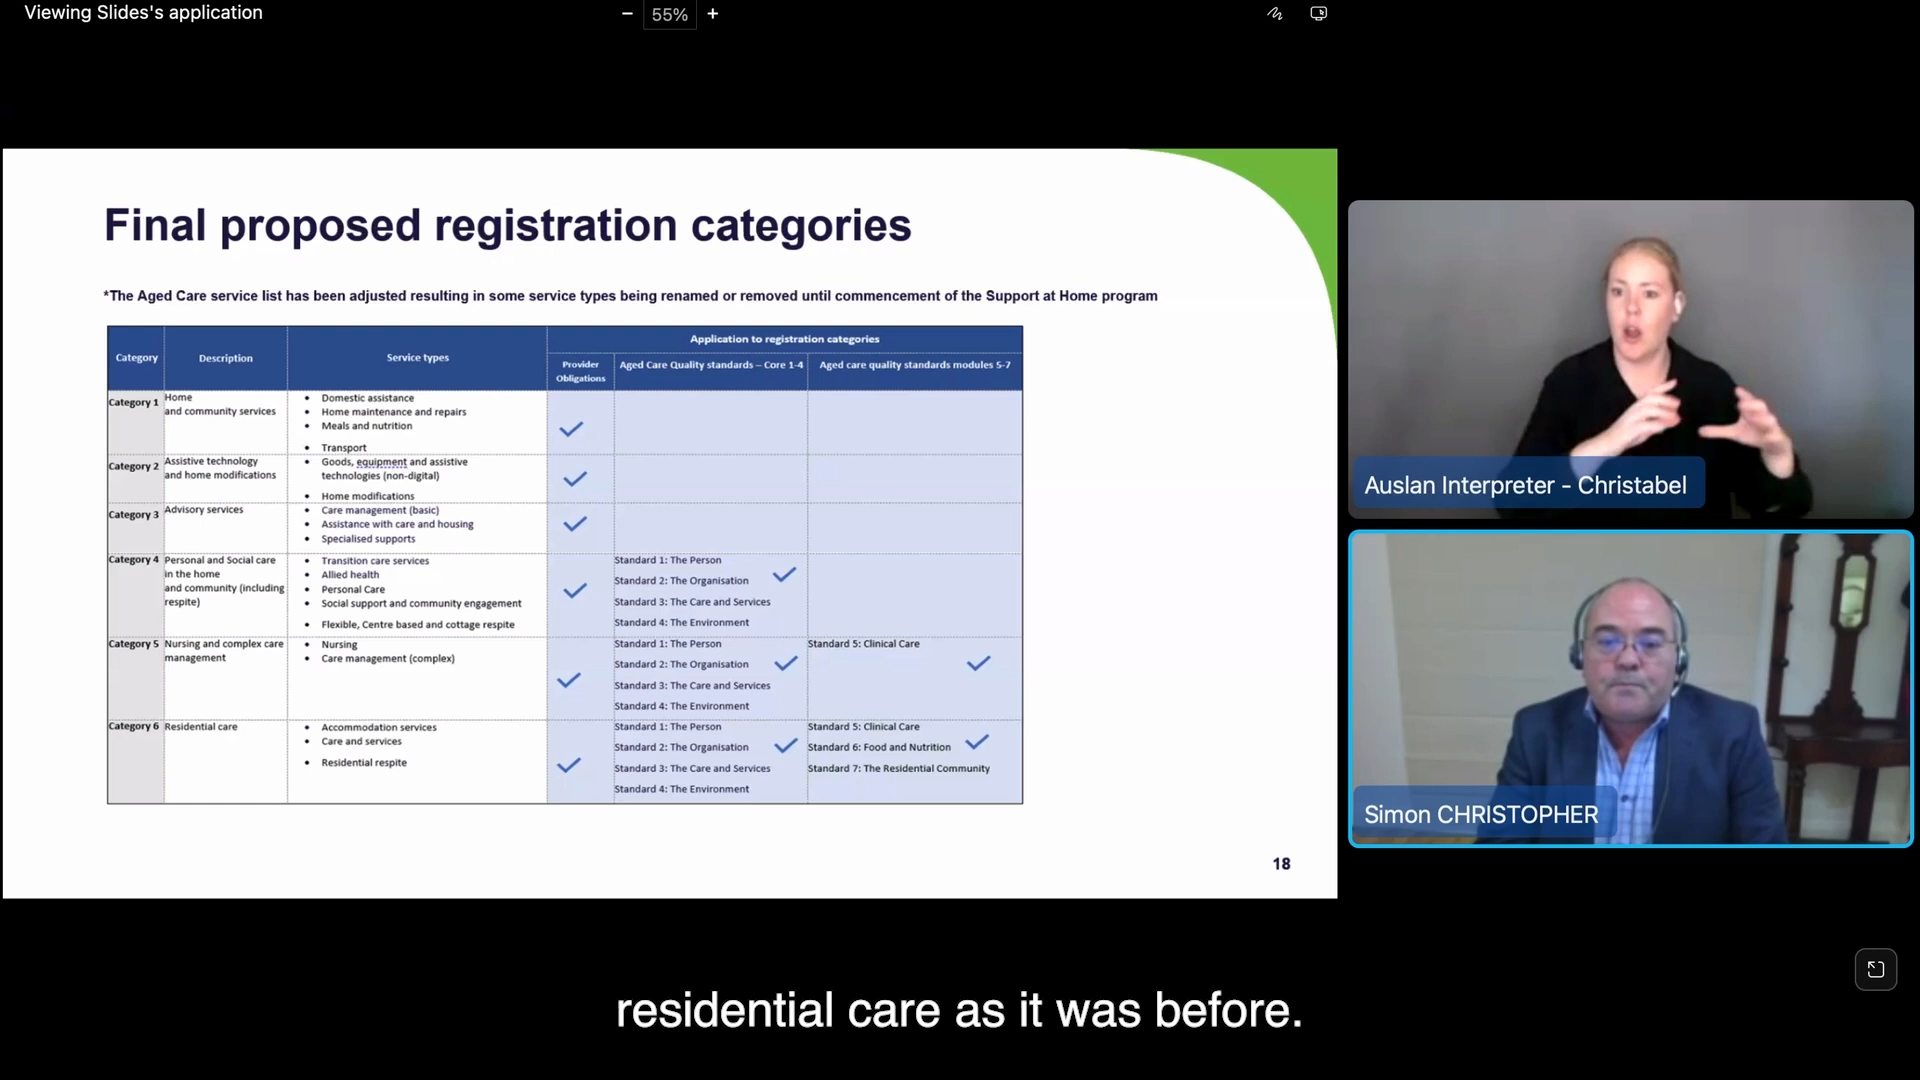 Viewing Slides's application
55%
Final proposed registration categories
*The Aged Care service list has been adjusted resulting in some service types being renamed or removed until commencement of the Support at Home program
Category
Description
Service types
Application to registration categories
Provider
Obligations
Aged Care Quality standards – Core 1-4
Aged care quality standards modules 5-7
Category 1
Home
and community services
• Domestic assistance
• Home maintenance and repairs
• Meals and nutrition
• Transport
Category 2
Assistive technology
and home modifications
• Goods, equipment and assistive
technologies (non-digital)
• Home modifications
Category 3
Advisory services
• Care management (basic)
• Assistance with care and housing
• Specialised supports
Category 4
Personal and Social care
in the home
and community (including
respite)
• Transition care services
• Allied health
• Personal Care
• Social support and community engagement
• Flexible, Centre based and cottage respite
Standard 1: The Person
Standard 2: The Organisation
Standard 3: The Care and Services
Standard 4: The Environment
Category 5
Nursing and complex care
management
• Nursing
• Care management (complex)
Standard 1: The Person
Standard 2: The Organisation
Standard 3: The Care and Services
Standard 4: The Environment
Standard 5: Clinical Care
Category 6
Residential care
• Accommodation services
• Care and services
• Residential respite
Standard 1: The Person
Standard 2: The Organisation
Standard 3: The Care and Services
Standard 4: The Environment
Standard 5: Clinical Care
Standard 6: Food and Nutrition
Standard 7: The Residential Community
18
Auslan Interpreter - Christabel
Simon CHRISTOPHER
residential care as it was before.